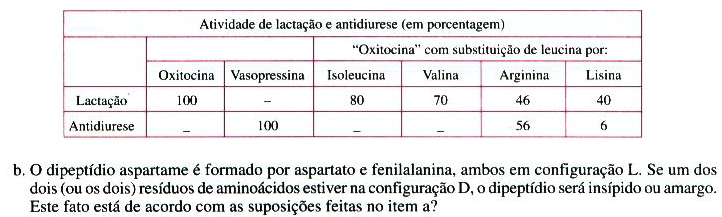 Atividade de lactação e antidiurese (em porcentagem)
“Oxitocina” com substituição de leucina por:
Oxitocina Vasopressina Isoleucina Valina Arginina Lisina
Lactação 100 – 80 70 46 40
Antidiurese – 100 – – 56 6
b. O dipeptídio aspartame é formado por aspartato e fenilalanina, ambos em configuração L. Se um dos
dois (ou os dois) resíduos de aminoácidos estiver na configuração D, o dipeptídio será insípido ou amargo.
Este fato está de acordo com as suposições feitas no item a?